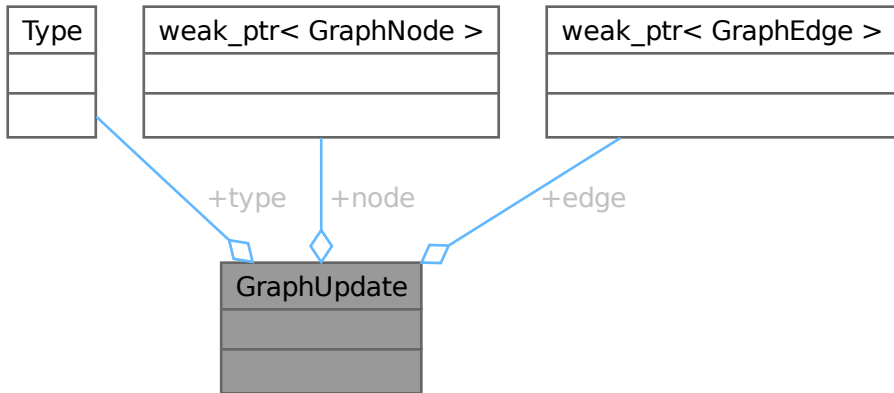 Type
weak_ptr< GraphNode >
weak_ptr< GraphEdge >
+type
+node
+edge
GraphUpdate